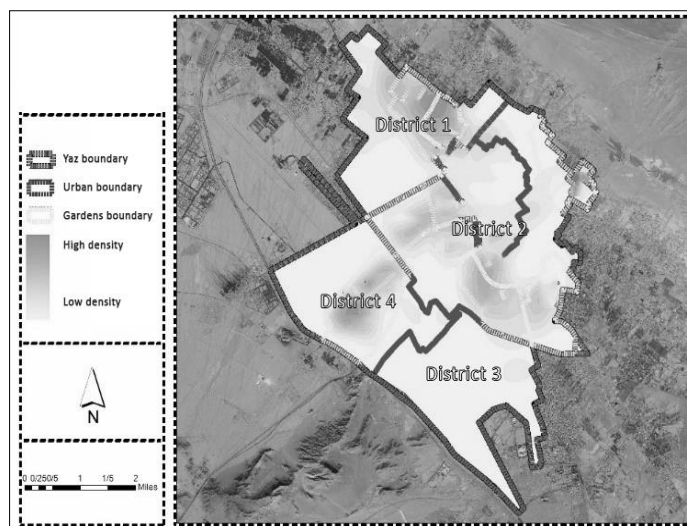 Yaz boundary
Urban boundary
Gardens boundary
High density
Low density
N
0 0/250/5 1 1/5 2
Miles
District 1
District 2
District 4
District 3